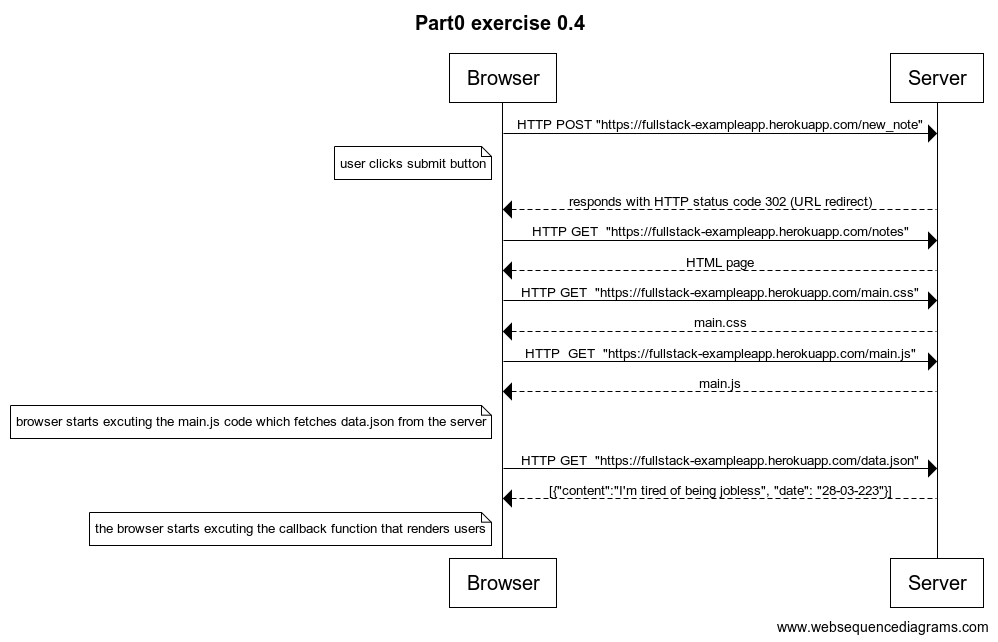 Part0 exercise 0.4
Browser
Server
HTTP POST "https://fullstack-exampleapp.herokuapp.com/new_note"
user clicks submit button
responds with HTTP status code 302 (URL redirect)
HTTP GET  "https://fullstack-exampleapp.herokuapp.com/notes"
HTML page
HTTP GET  "https://fullstack-exampleapp.herokuapp.com/main.css"
main.css
HTTP  GET  "https://fullstack-exampleapp.herokuapp.com/main.js"
main.js
browser starts excuting the main.js code which fetches data.json from the server
HTTP GET  "https://fullstack-exampleapp.herokuapp.com/data.json"
[{"content":"I'm tired of being jobless", "date": "28-03-223"}]
the browser starts excuting the callback function that renders users
Browser
Server
www.websequencediagrams.com